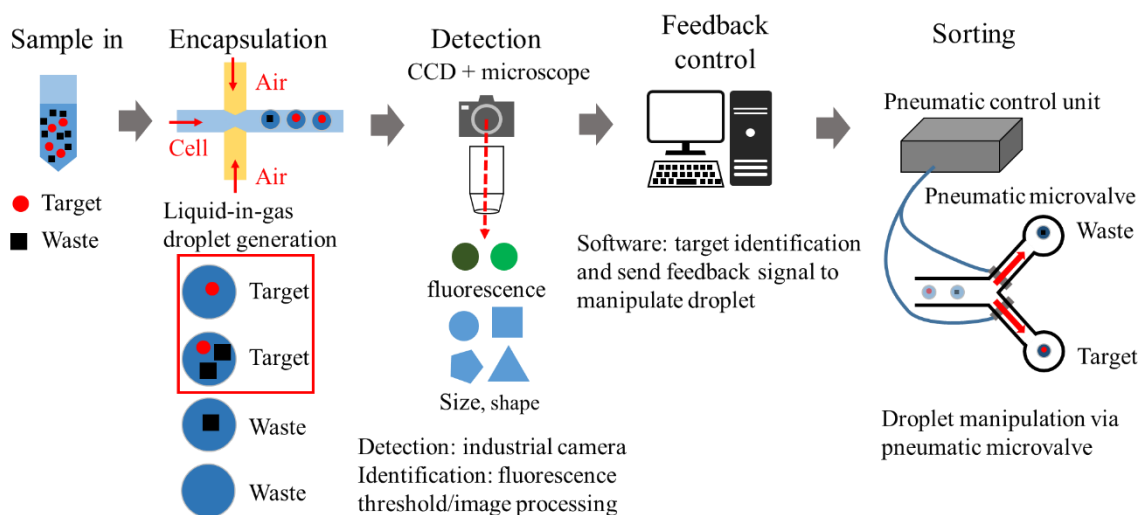 Sample in
Target
Waste
Encapsulation
Air
Cell
Air
Liquid-in-gas
droplet generation
Target
Target
Waste
Waste
Detection
CCD + microscope
fluorescence
Size, shape
Detection: industrial camera
Identification: fluorescence
threshold/image processing
Feedback
control
Software: target identification
and send feedback signal to
manipulate droplet
Sorting
Pneumatic control unit
Pneumatic microvalve
Waste
Target
Droplet manipulation via
pneumatic microvalve